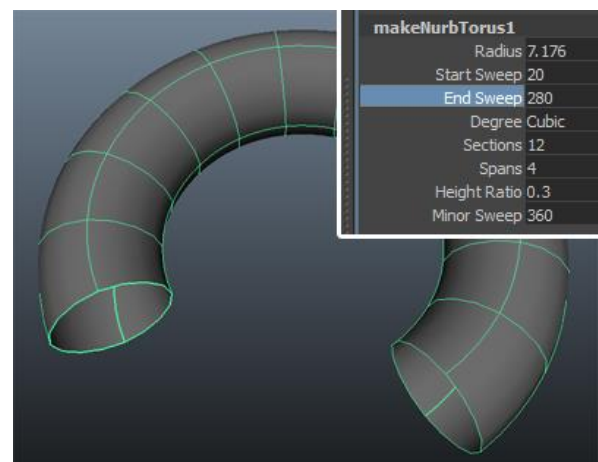 makeNurbTorus1
Radius 7.176
Start Sweep 20
End Sweep 280
Degree Cubic
Sections 12
Spans 4
Height Ratio 0.3
Minor Sweep 360